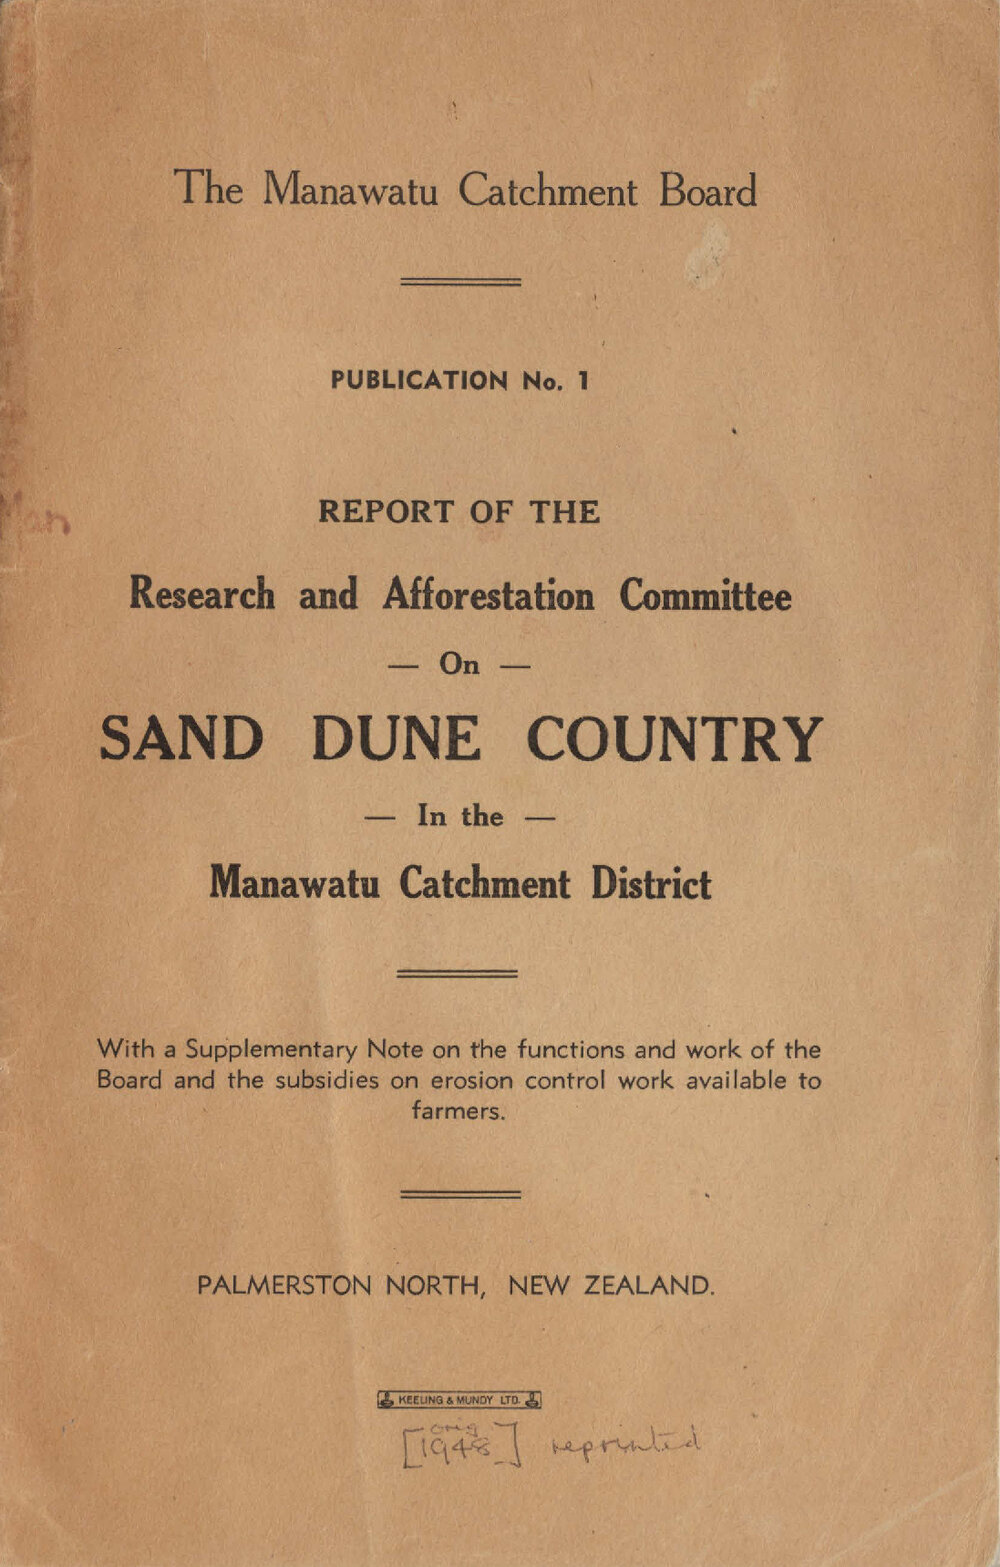 The Manawatu Catchment Board
PUBLICATION No. 1
REPORT OF THE
Research and Afforestation Committee
— On —
SAND DUNE COUNTRY
— In the —
Manawatu Catchment District
With a Supplementary Note on the functions and work of the
Board and the subsidies on erosion control work available to
farmers.
PALMERSTON NORTH, NEW ZEALAND.
KEELING & MUNDY LTD.
orig
[1948] reprinted